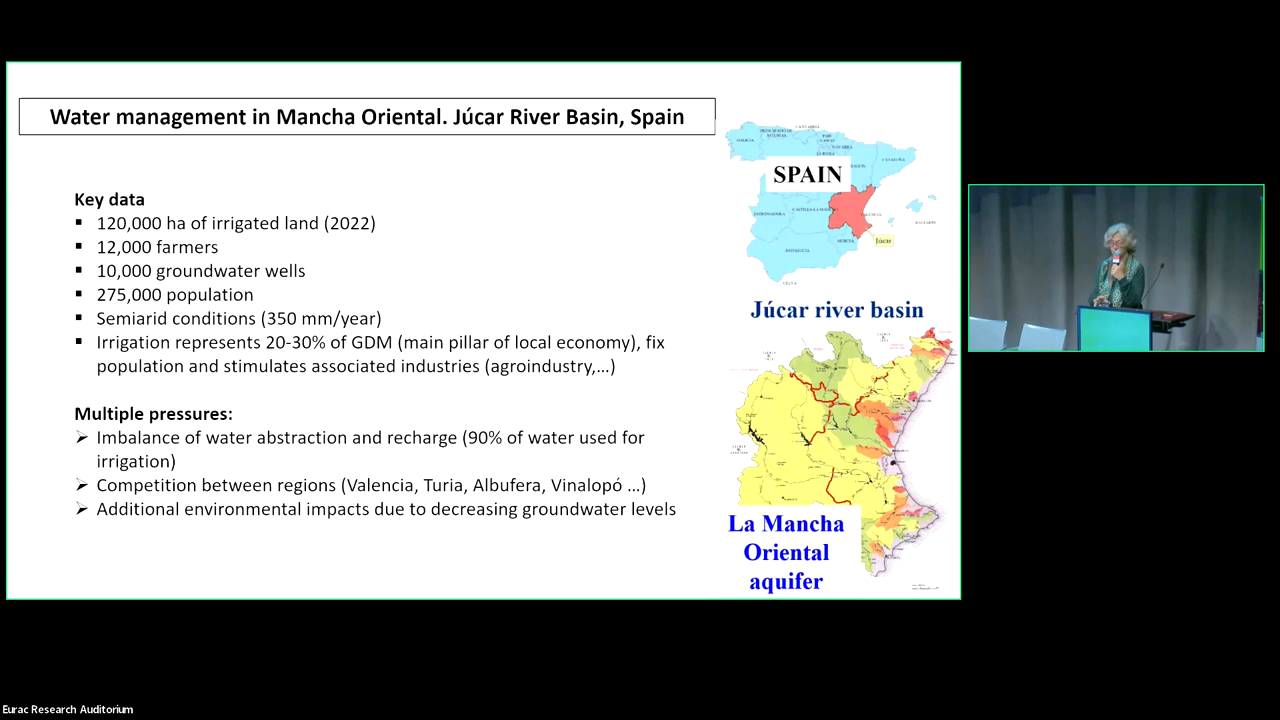 Water management in Mancha Oriental. Júcar River Basin, Spain
Key data
▪ 120,000 ha of irrigated land (2022)
▪ 12,000 farmers
▪ 10,000 groundwater wells
▪ 275,000 population
▪ Semiarid conditions (350 mm/year)
▪ Irrigation represents 20-30% of GDM (main pillar of local economy), fix
population and stimulates associated industries (agroindustry,...)
Multiple pressures:
➢ Imbalance of water abstraction and recharge (90% of water used for
irrigation)
➢ Competition between regions (Valencia, Turia, Albufera, Vinalopó ...)
➢ Additional environmental impacts due to decreasing groundwater levels
SPAIN
Júcar
Júcar river basin
La Mancha
Oriental
aquifer
Eurac Research Auditorium